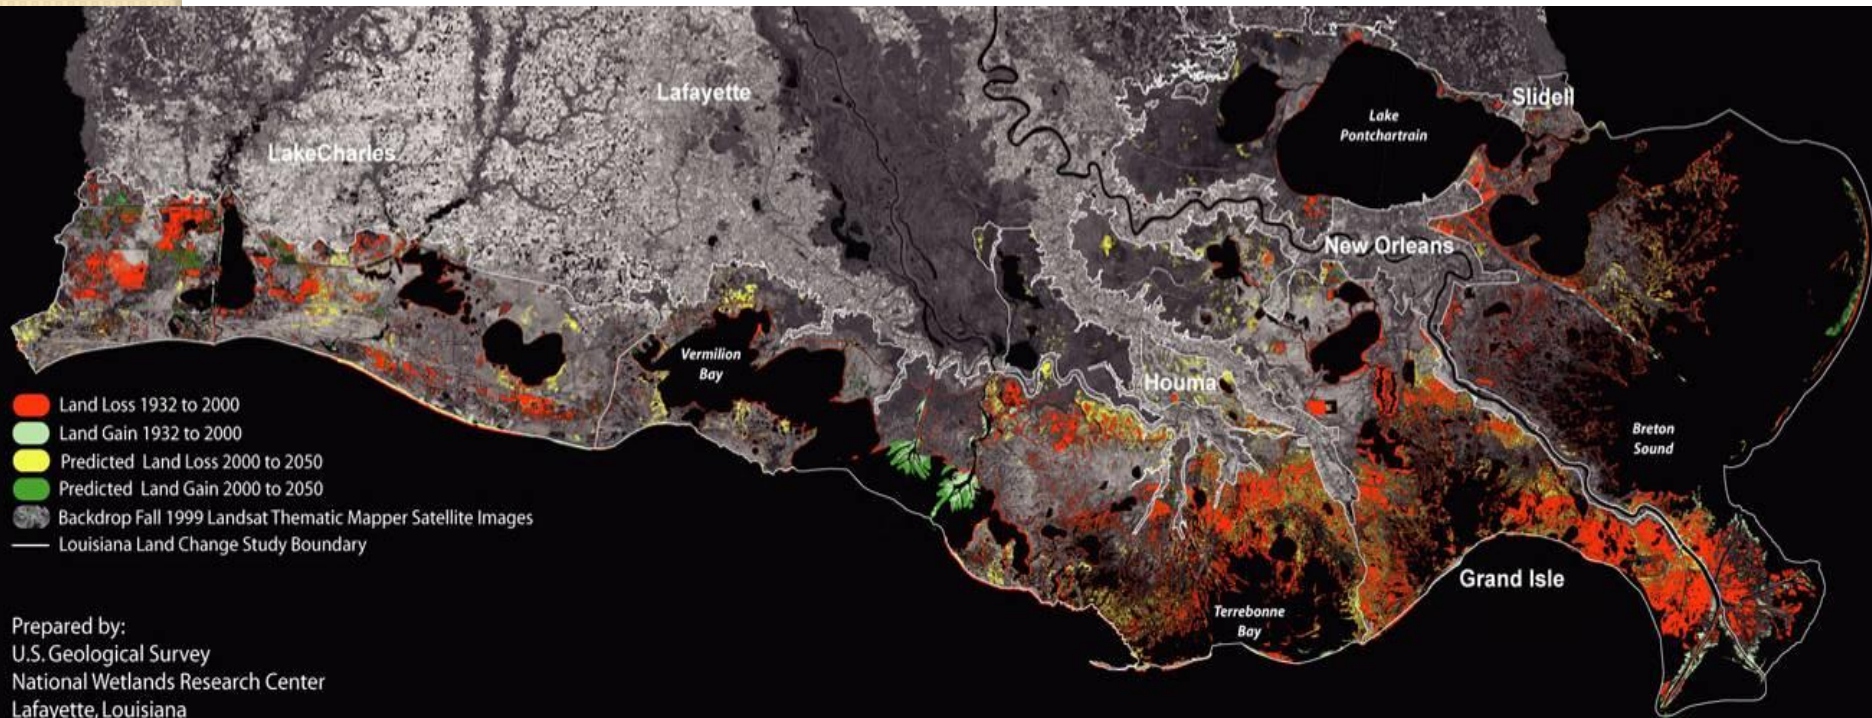 Lafayette
Slidell
Lake
Pontchartrain
LakeCharles
New Orleans
Vermilion
Bay
Houma
Breton
Sound
Grand Isle
Terrebonne
Bay
Land Loss 1932 to 2000
Land Gain 1932 to 2000
Predicted Land Loss 2000 to 2050
Predicted Land Gain 2000 to 2050
Backdrop Fall 1999 Landsat Thematic Mapper Satellite Images
Louisiana Land Change Study Boundary
Prepared by:
U.S. Geological Survey
National Wetlands Research Center
Lafayette, Louisiana